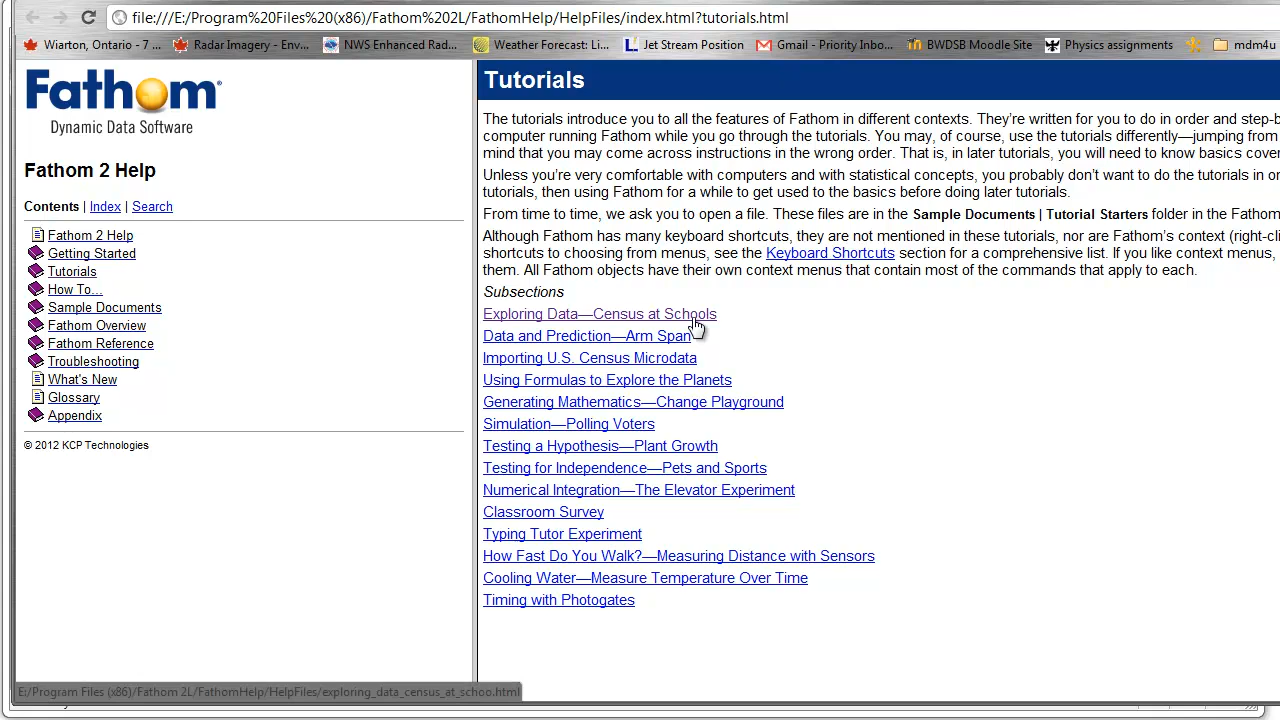 file:///E:/Program%20Files%20(x86)/Fathom%202L/FathomHelp/HelpFiles/index.html?tutorials.html
Wiarton, Ontario - 7 ... Radar Imagery - Env... NWS Enhanced Rad... Weather Forecast: Li... Jet Stream Position Gmail - Priority Inbo... BWDSB Moodle Site Physics assignments mdm4u
Fathom®
Dynamic Data Software
Fathom 2 Help
Contents | Index | Search
Fathom 2 Help
Getting Started
Tutorials
How To...
Sample Documents
Fathom Overview
Fathom Reference
Troubleshooting
What's New
Glossary
Appendix
© 2012 KCP Technologies
Tutorials
The tutorials introduce you to all the features of Fathom in different contexts. They're written for you to do in order and step-b
computer running Fathom while you go through the tutorials. You may, of course, use the tutorials differently—jumping from
mind that you may come across instructions in the wrong order. That is, in later tutorials, you will need to know basics cover
Unless you're very comfortable with computers and with statistical concepts, you probably don't want to do the tutorials in or
tutorials, then using Fathom for a while to get used to the basics before doing later tutorials.
From time to time, we ask you to open a file. These files are in the Sample Documents | Tutorial Starters folder in the Fathom
Although Fathom has many keyboard shortcuts, they are not mentioned in these tutorials, nor are Fathom's context (right-cli
shortcuts to choosing from menus, see the Keyboard Shortcuts section for a comprehensive list. If you like context menus,
them. All Fathom objects have their own context menus that contain most of the commands that apply to each.
Subsections
Exploring Data—Census at Schools
Data and Prediction—Arm Span
Importing U.S. Census Microdata
Using Formulas to Explore the Planets
Generating Mathematics—Change Playground
Simulation—Polling Voters
Testing a Hypothesis—Plant Growth
Testing for Independence—Pets and Sports
Numerical Integration—The Elevator Experiment
Classroom Survey
Typing Tutor Experiment
How Fast Do You Walk?—Measuring Distance with Sensors
Cooling Water—Measure Temperature Over Time
Timing with Photogates
E:/Program Files (x86)/Fathom 2L/FathomHelp/HelpFiles/exploring_data_census_at_schoo.html